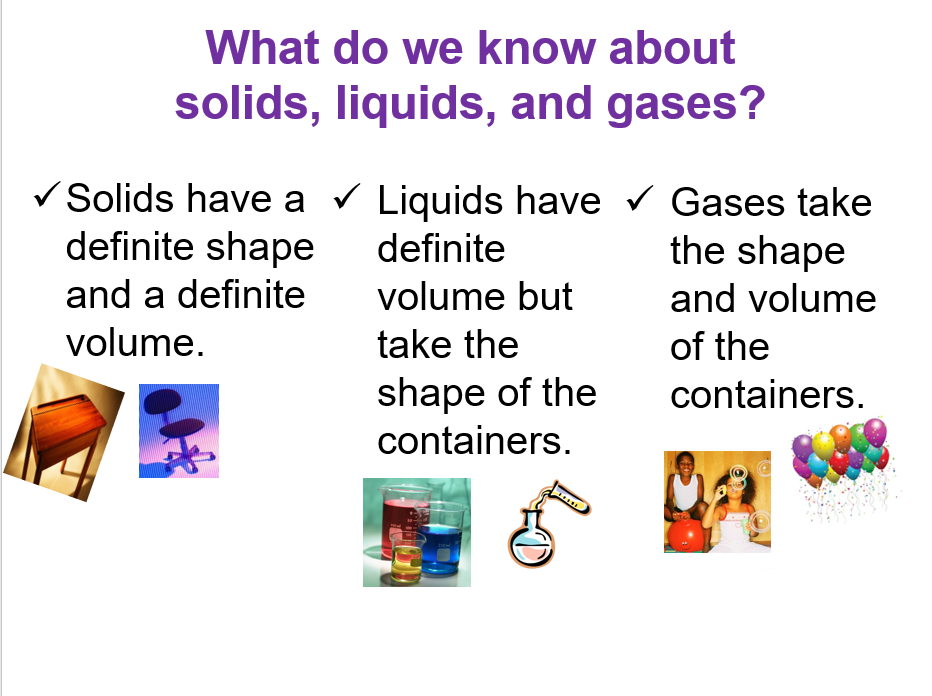 What do we know about
solids, liquids, and gases?
✓ Solids have a
definite shape
and a definite
volume.
✓ Liquids have
definite
volume but
take the
shape of the
containers.
✓ Gases take
the shape
and volume
of the
containers.